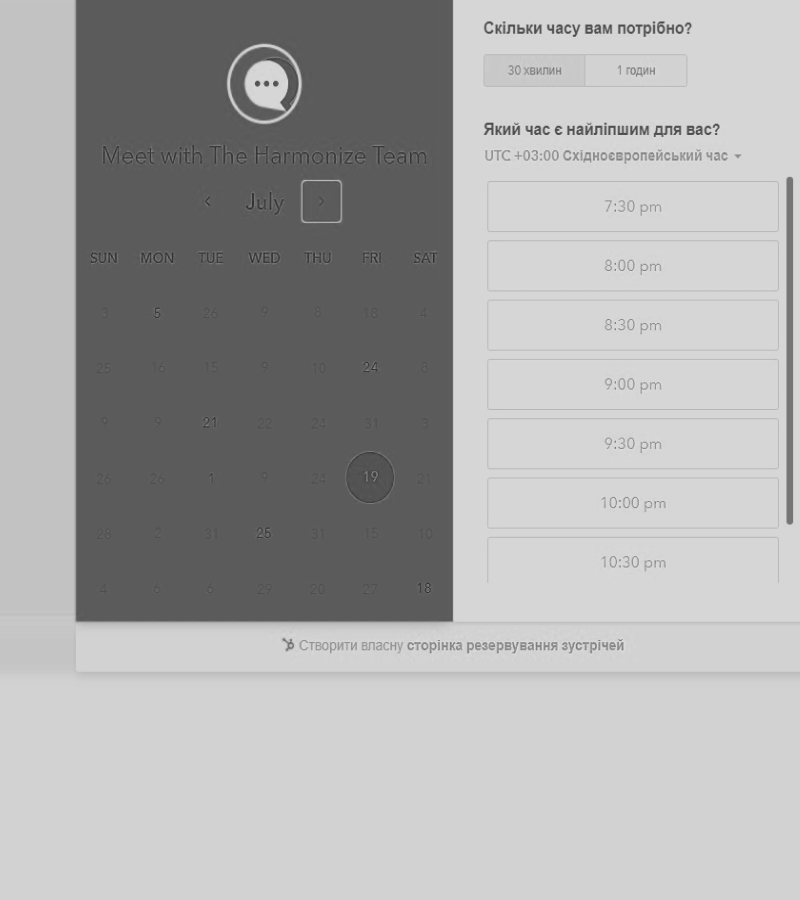 Meet with The Harmonize Team
July
SUN MON TUE WED THU FRI SAT
3 5 26 9 8 18 4
25 16 15 9 10 24 8
9 9 21 22 24 31 3
26 26 1 9 24 19 21
28 2 31 25 31 15 10
4 6 6 29 20 27 18
Скільки часу вам потрібно?
30 хвилин 1 годин
Який час є найліпшим для вас?
UTC +03:00 Східноєвропейський час
7:30 pm
8:00 pm
8:30 pm
9:00 pm
9:30 pm
10:00 pm
10:30 pm
Створити власну сторінка резервування зустрічей